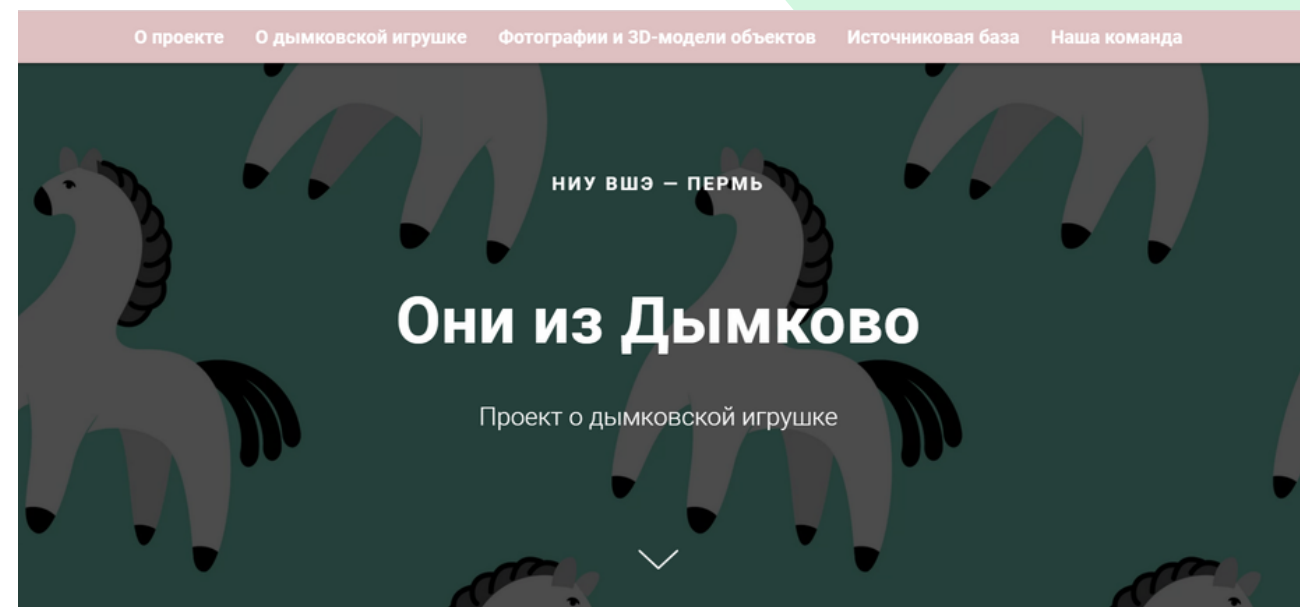 О проекте О дымковской игрушке Фотографии и 3D-модели объектов Источниковая база Наша команда
НИУ ВШЭ — ПЕРМЬ
Они из Дымково
Проект о дымковской игрушке